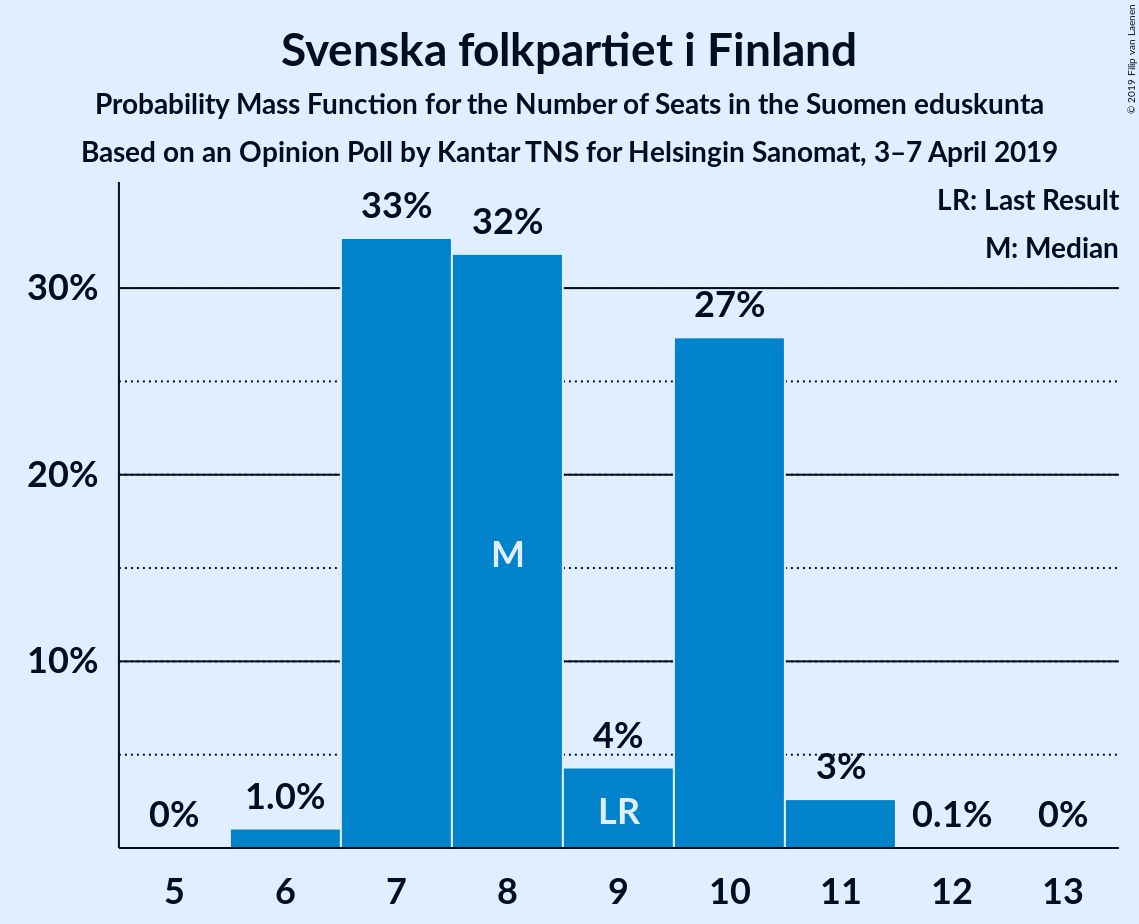 Svenska folkpartiet i Finland
Probability Mass Function for the Number of Seats in the Suomen eduskunta
Based on an Opinion Poll by Kantar TNS for Helsingin Sanomat, 3–7 April 2019
© 2019 Filip van Laenen
LR: Last Result
M: Median
33%
32%
30%
27%
20%
M
10%
4%
3%
1.0%
LR
0%
0.1%
0%
5 6 7 8 9 10 11 12 13